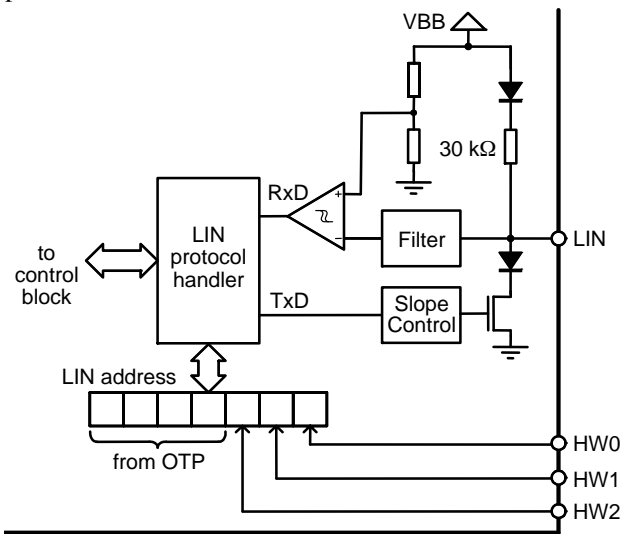 VBB
30 kΩ
RxD
+
−
LIN
protocol
handler
Filter
LIN
to
control
block
TxD
Slope
Control
LIN address
from OTP
HW0
HW1
HW2